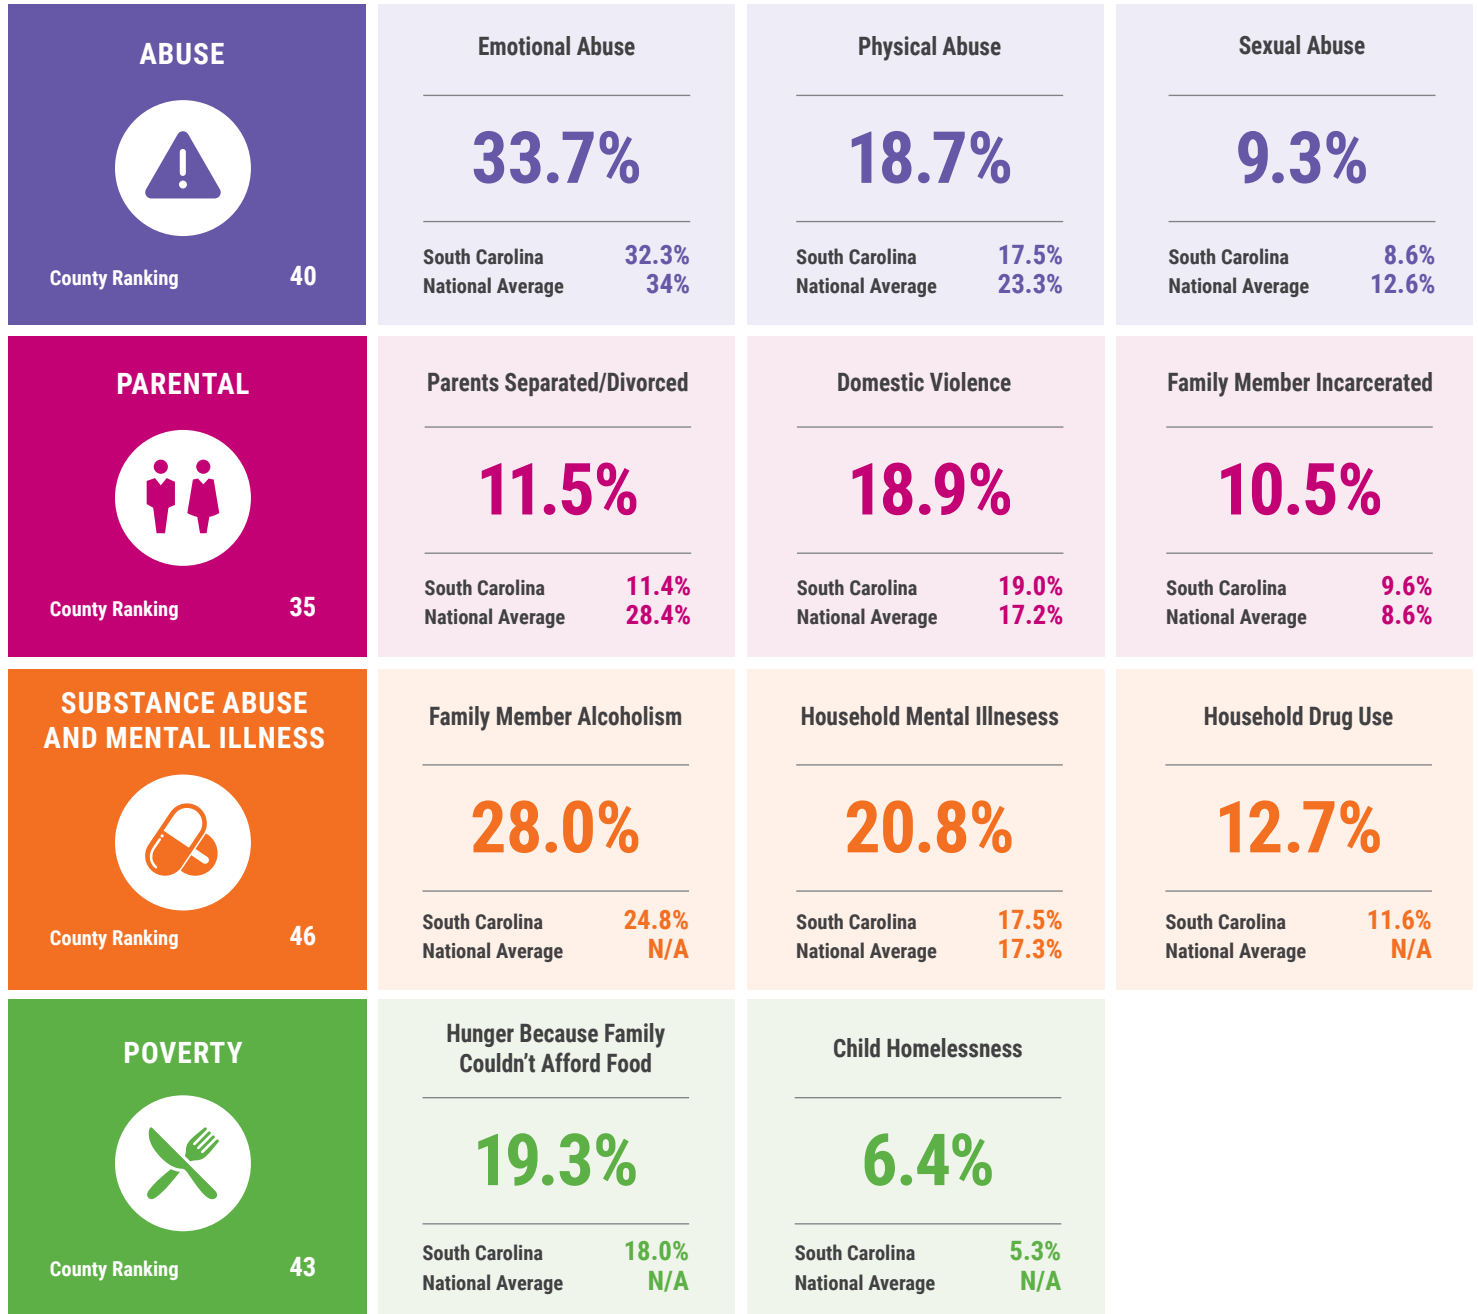 ABUSE
County Ranking 40
Emotional Abuse
33.7%
South Carolina 32.3%
National Average 34%
Physical Abuse
18.7%
South Carolina 17.5%
National Average 23.3%
Sexual Abuse
9.3%
South Carolina 8.6%
National Average 12.6%
PARENTAL
County Ranking 35
Parents Separated/Divorced
11.5%
South Carolina 11.4%
National Average 28.4%
Domestic Violence
18.9%
South Carolina 19.0%
National Average 17.2%
Family Member Incarcerated
10.5%
South Carolina 9.6%
National Average 8.6%
SUBSTANCE ABUSE
AND MENTAL ILLNESS
County Ranking 46
Family Member Alcoholism
28.0%
South Carolina 24.8%
National Average N/A
Household Mental Illnesess
20.8%
South Carolina 17.5%
National Average 17.3%
Household Drug Use
12.7%
South Carolina 11.6%
National Average N/A
POVERTY
County Ranking 43
Hunger Because Family
Couldn't Afford Food
19.3%
South Carolina 18.0%
National Average N/A
Child Homelessness
6.4%
South Carolina 5.3%
National Average N/A